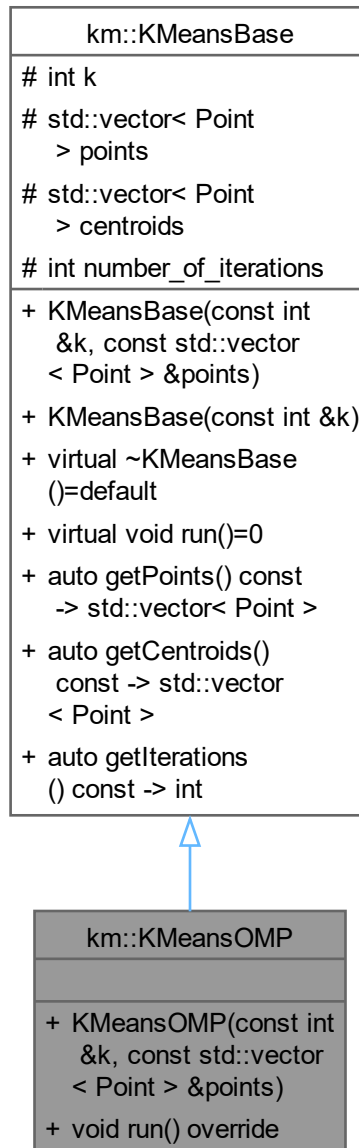 km::KMeansBase
# int k
# std::vector< Point
> points
# std::vector< Point
> centroids
# int number_of_iterations
+ KMeansBase(const int
&k, const std::vector
< Point > &points)
+ KMeansBase(const int &k)
+ virtual ~KMeansBase
()=default
+ virtual void run()=0
+ auto getPoints() const
-> std::vector< Point >
+ auto getCentroids()
const -> std::vector
< Point >
+ auto getIterations
() const -> int
km::KMeansOMP
+ KMeansOMP(const int
&k, const std::vector
< Point > &points)
+ void run() override